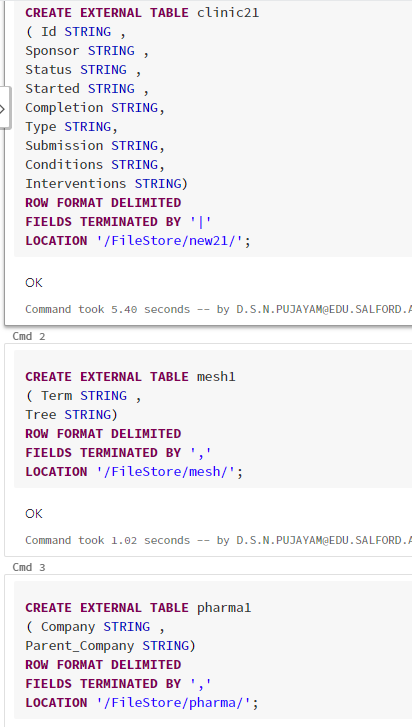 CREATE EXTERNAL TABLE clinic21
( Id STRING ,
Sponsor STRING ,
Status STRING ,
Started STRING ,
Completion STRING,
Type STRING,
Submission STRING,
Conditions STRING,
Interventions STRING)
ROW FORMAT DELIMITED
FIELDS TERMINATED BY '|'
LOCATION '/FileStore/new21/';
OK
Command took 5.40 seconds -- by D.S.N.PUJAYAM@EDU.SALFORD.A
Cmd 2
CREATE EXTERNAL TABLE mesh1
( Term STRING ,
Tree STRING)
ROW FORMAT DELIMITED
FIELDS TERMINATED BY ','
LOCATION '/FileStore/mesh/';
OK
Command took 1.02 seconds -- by D.S.N.PUJAYAM@EDU.SALFORD.A
Cmd 3
CREATE EXTERNAL TABLE pharma1
( Company STRING ,
Parent_Company STRING)
ROW FORMAT DELIMITED
FIELDS TERMINATED BY ','
LOCATION '/FileStore/pharma/';